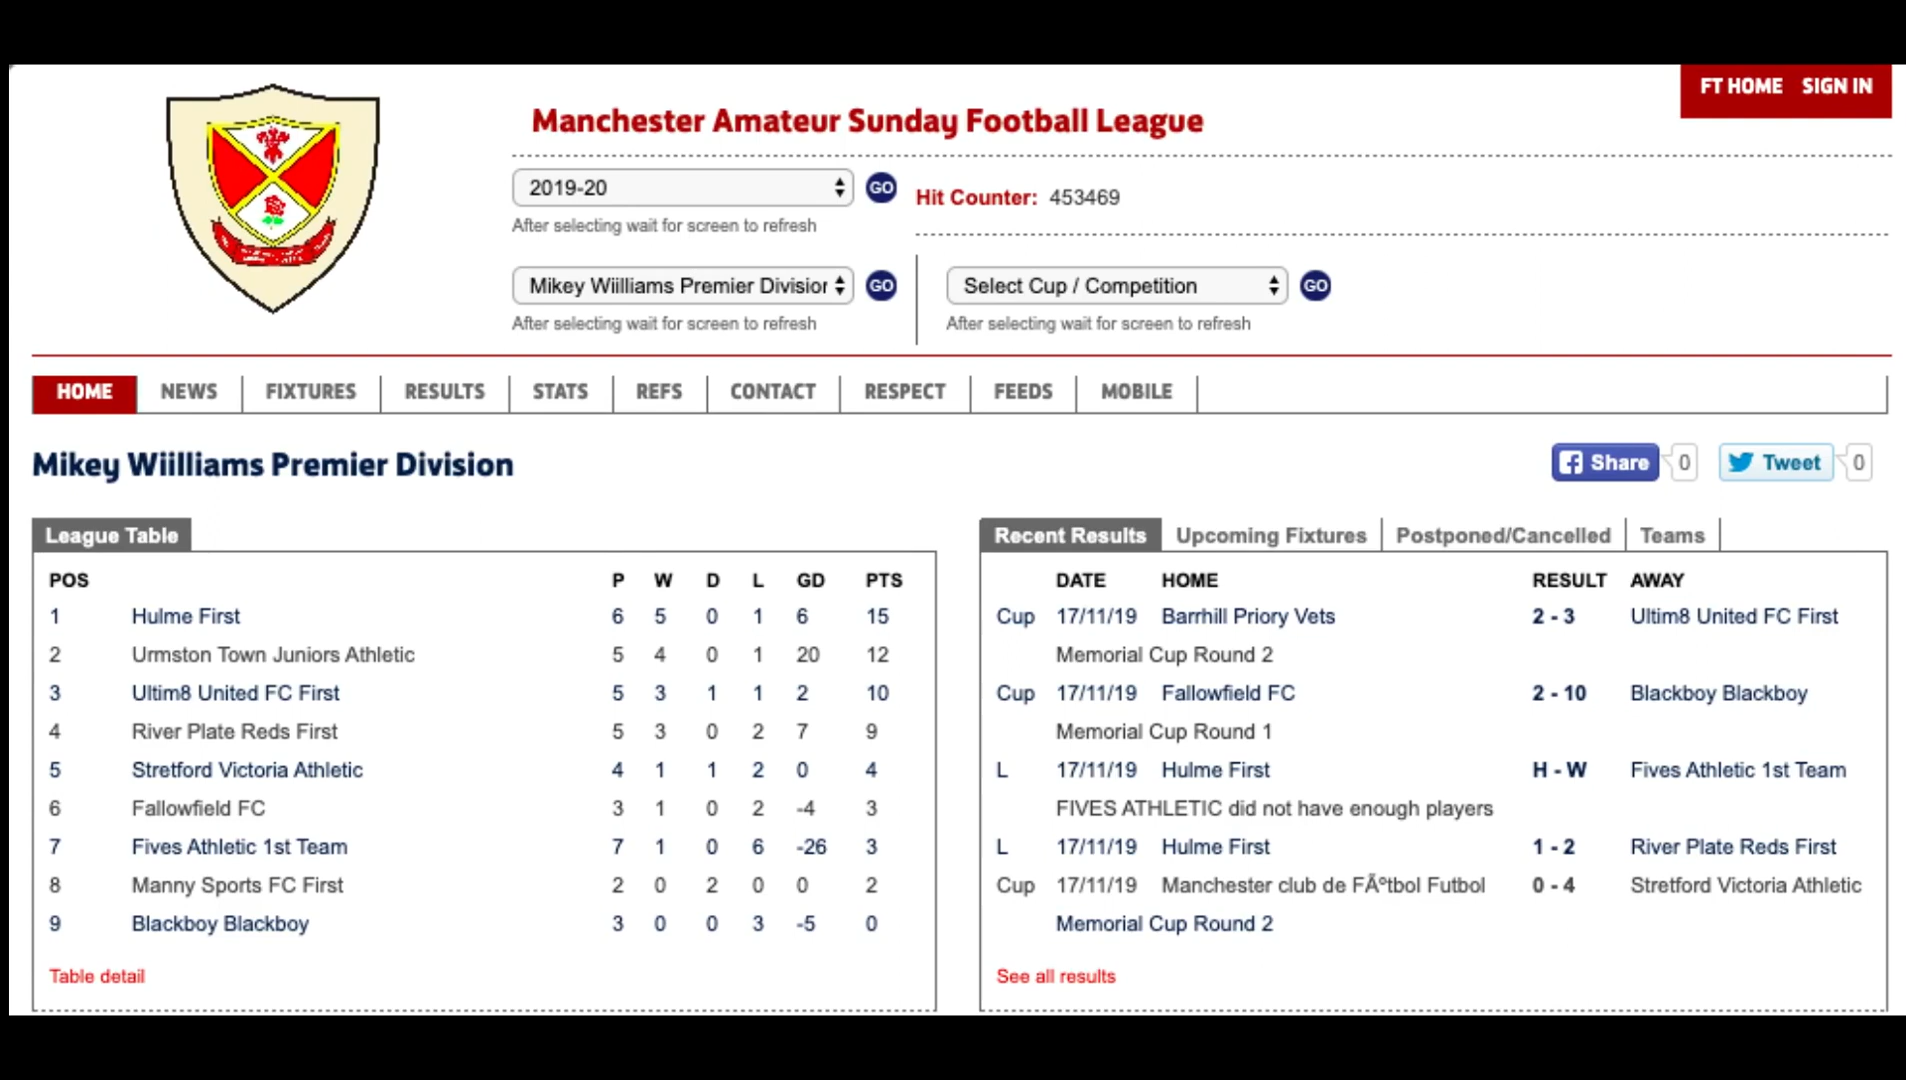 FT HOME SIGN IN
Manchester Amateur Sunday Football League
2019-20 GO Hit Counter: 453469
After selecting wait for screen to refresh
Mikey Wiilliams Premier Division GO Select Cup / Competition GO
After selecting wait for screen to refresh After selecting wait for screen to refresh
HOME NEWS FIXTURES RESULTS STATS REFS CONTACT RESPECT FEEDS MOBILE
Mikey Wiilliams Premier Division
Share 0 Tweet 0
League Table
POS P W D L GD PTS
1 Hulme First 6 5 0 1 6 15
2 Urmston Town Juniors Athletic 5 4 0 1 20 12
3 Ultim8 United FC First 5 3 1 1 2 10
4 River Plate Reds First 5 3 0 2 7 9
5 Stretford Victoria Athletic 4 1 1 2 0 4
6 Fallowfield FC 3 1 0 2 -4 3
7 Fives Athletic 1st Team 7 1 0 6 -26 3
8 Manny Sports FC First 2 0 2 0 0 2
9 Blackboy Blackboy 3 0 0 3 -5 0
Table detail
Recent Results Upcoming Fixtures Postponed/Cancelled Teams
DATE HOME RESULT AWAY
Cup 17/11/19 Barrhill Priory Vets 2 - 3 Ultim8 United FC First
Memorial Cup Round 2
Cup 17/11/19 Fallowfield FC 2 - 10 Blackboy Blackboy
Memorial Cup Round 1
L 17/11/19 Hulme First H - W Fives Athletic 1st Team
FIVES ATHLETIC did not have enough players
L 17/11/19 Hulme First 1 - 2 River Plate Reds First
Cup 17/11/19 Manchester club de FÃºtbol Futbol 0 - 4 Stretford Victoria Athletic
Memorial Cup Round 2
See all results